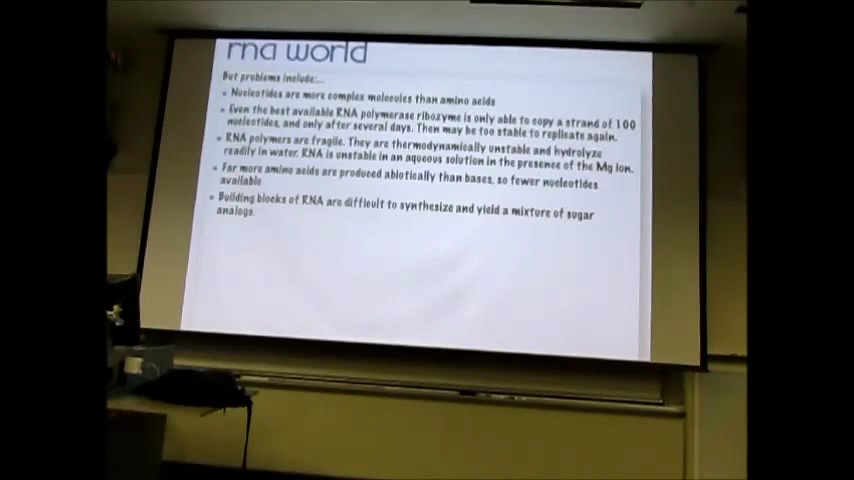 rna world
But problems include:...
Nucleotides are more complex molecules than amino acids
Even the best available RNA polymerase ribozyme is only able to copy a strand of 100
nucleotides, and only after several days. Then may be too stable to replicate again.
RNA polymers are fragile. They are thermodynamically unstable and hydrolyze
readily in water. RNA is unstable in an aqueous solution in the presence of the Mg ion.
Far more amino acids are produced abiotically than bases, so fewer nucleotides
available
Building blocks of RNA are difficult to synthesize and yield a mixture of sugar
analogs.